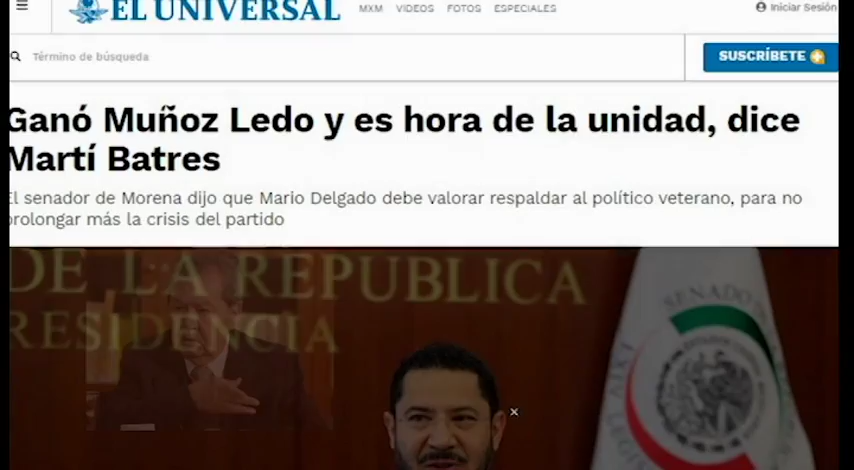 EL UNIVERSAL
MXM VIDEOS FOTOS ESPECIALES
Iniciar Sesión
Término de búsqueda
SUSCRÍBETE
Ganó Muñoz Ledo y es hora de la unidad, dice
Martí Batres
El senador de Morena dijo que Mario Delgado debe valorar respaldar al político veterano, para no
prolongar más la crisis del partido
DE LA REPUBLICA
RESIDENCIA
SENADO DE